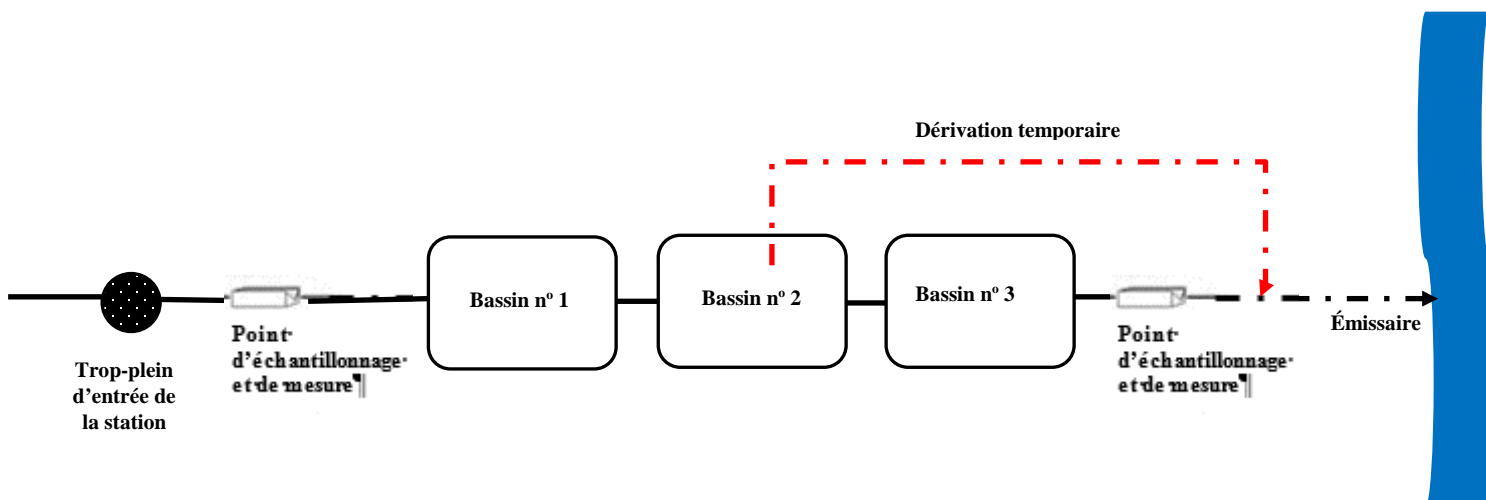 Dérivation temporaire
Bassin nº 1
Bassin nº 2
Bassin nº 3
Émissaire
Trop-plein
d’entrée de
la station
Point·
d’échantillonnage·
et·de·mesure¶
Point·
d’échantillonnage·
et·de·mesure¶